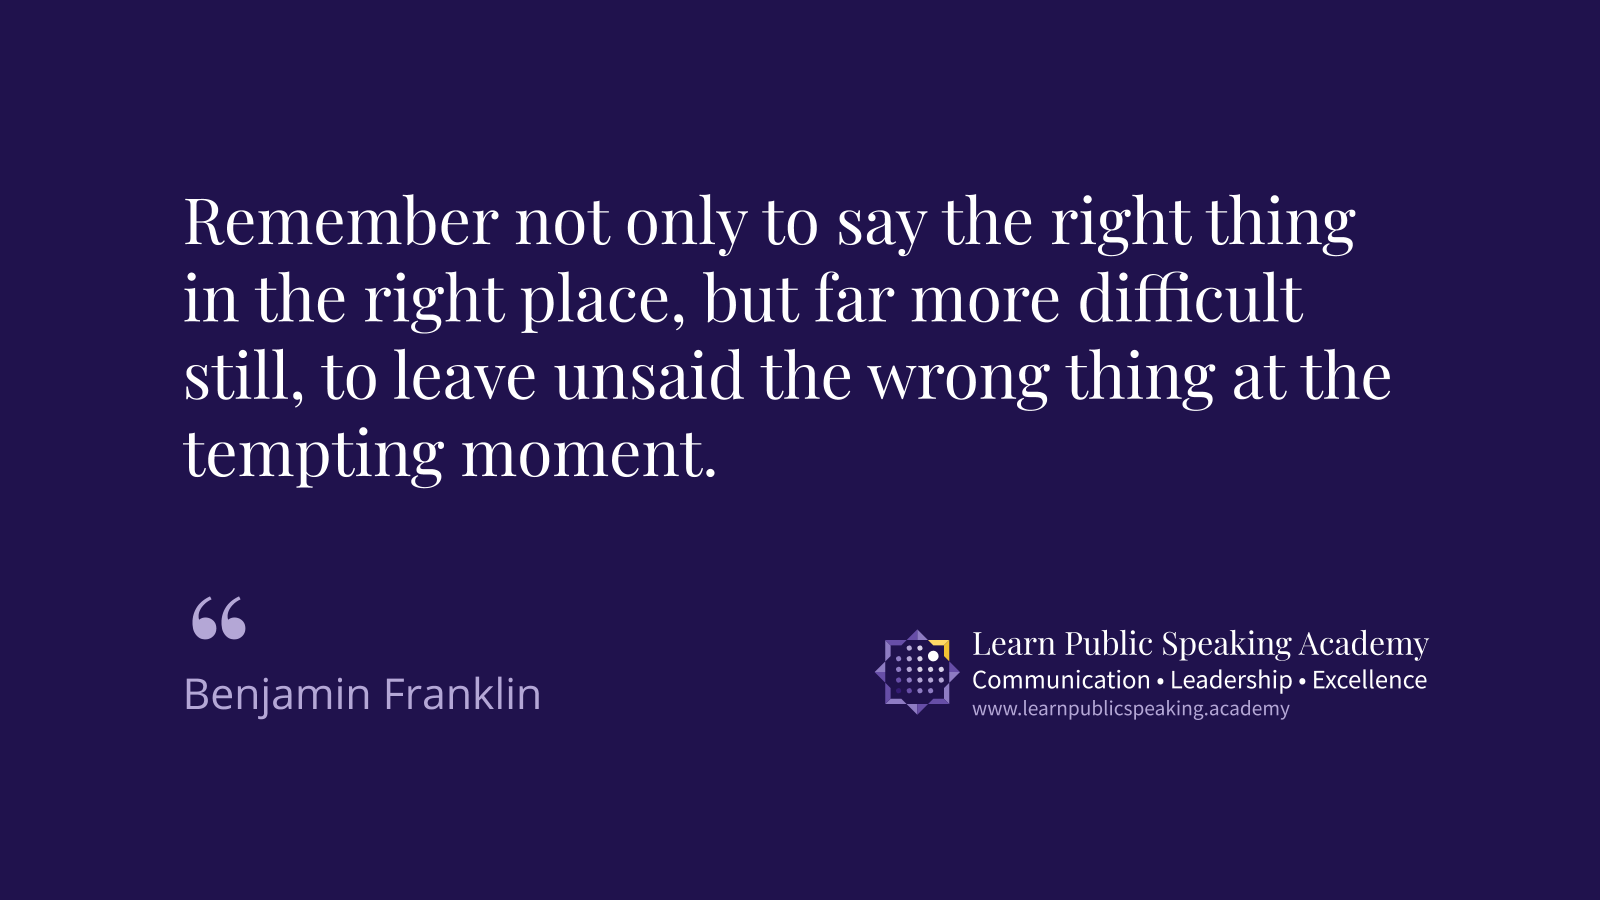 Remember not only to say the right thing
in the right place, but far more difficult
still, to leave unsaid the wrong thing at the
tempting moment.
“
Benjamin Franklin
Learn Public Speaking Academy
Communication • Leadership • Excellence
www.learnpublicspeaking.academy